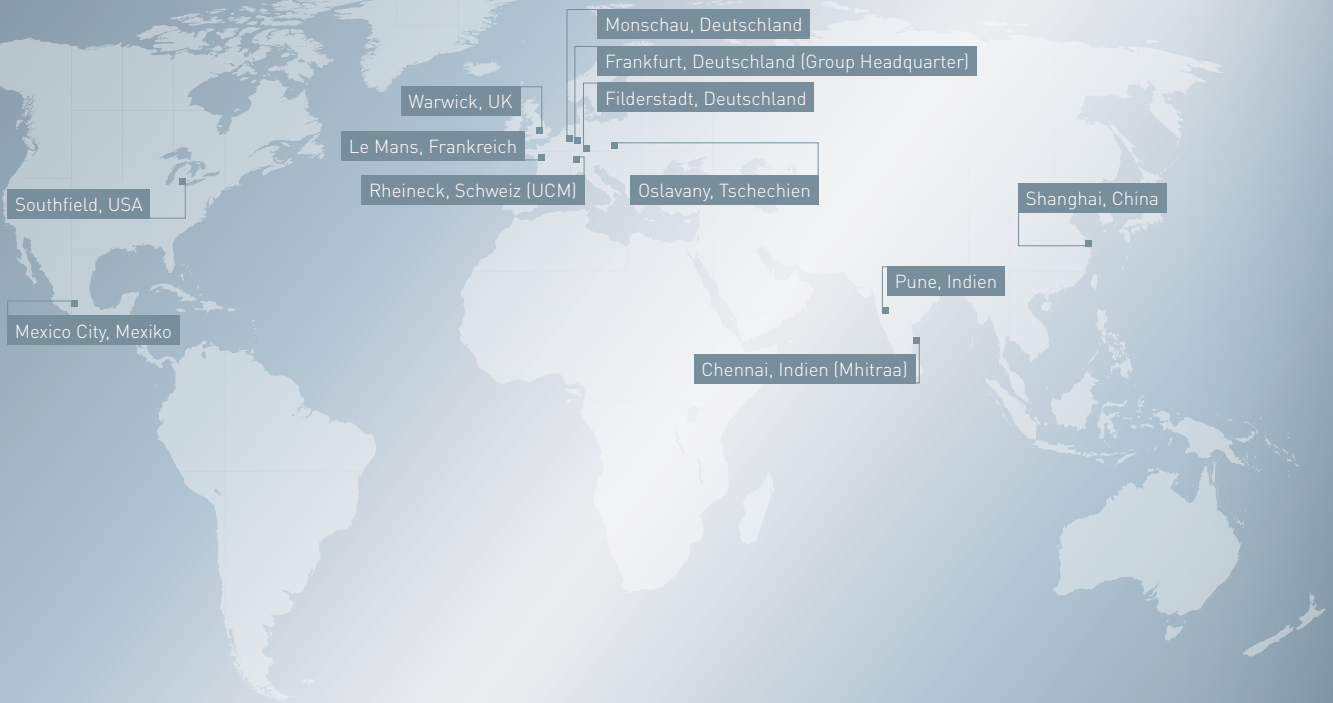 Monschau, Deutschland
Frankfurt, Deutschland (Group Headquarter)
Warwick, UK
Filderstadt, Deutschland
Le Mans, Frankreich
Rheineck, Schweiz (UCM)
Oslavany, Tschechien
Southfield, USA
Shanghai, China
Pune, Indien
Mexico City, Mexiko
Chennai, Indien (Mhitraa)